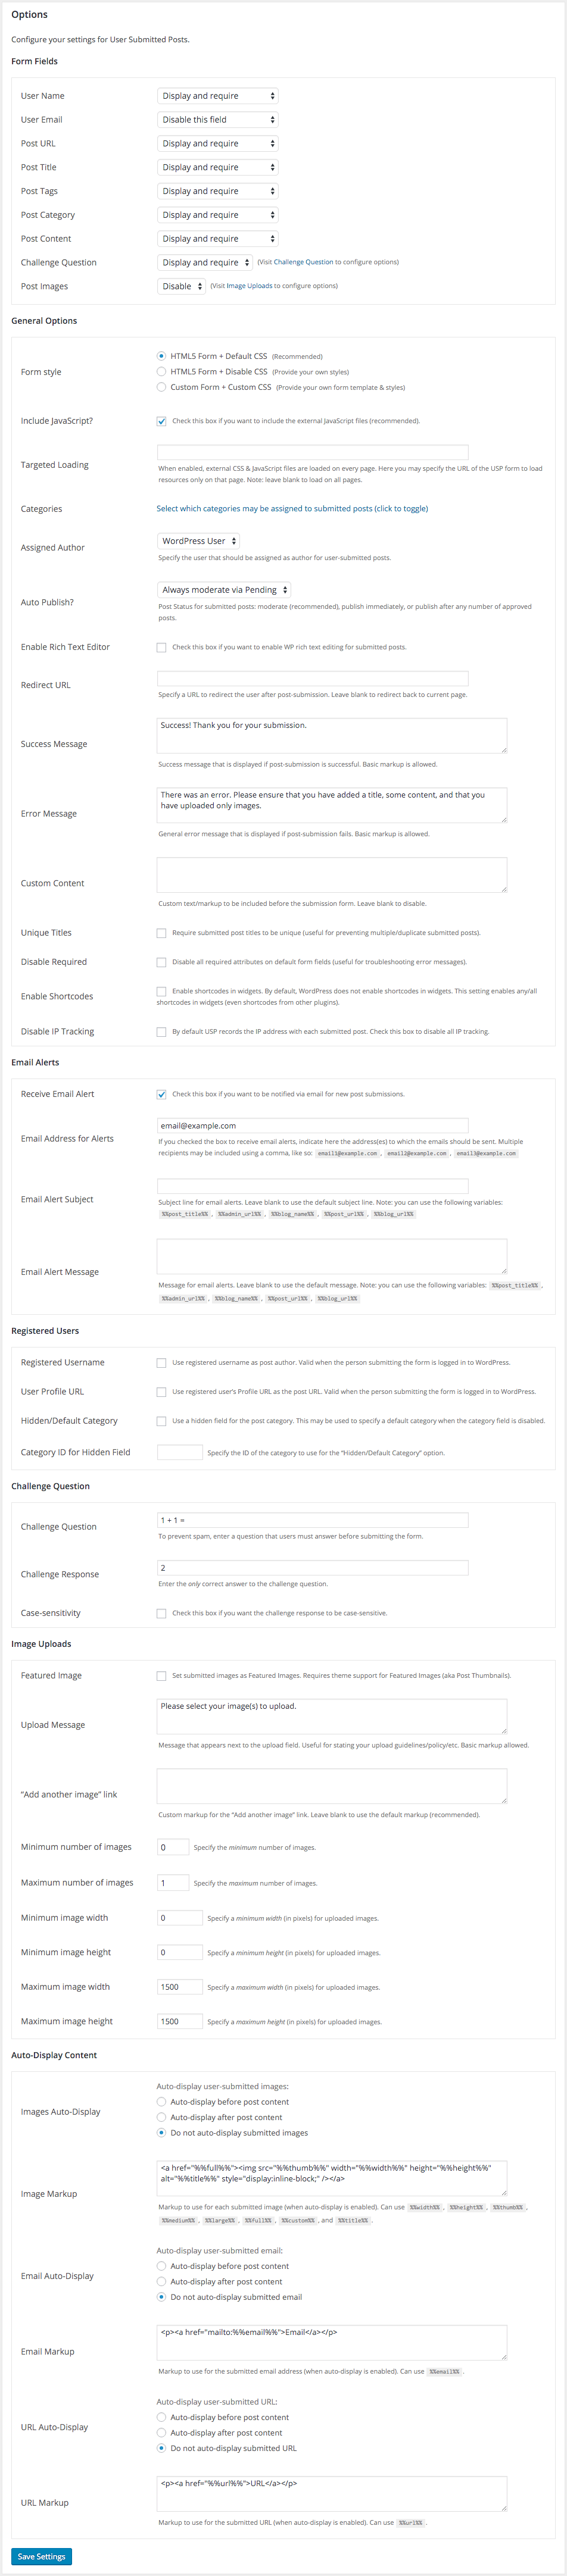 Options
Configure your settings for User Submitted Posts.
Form Fields
User Name Display and require
User Email Disable this field
Post URL Display and require
Post Title Display and require
Post Tags Display and require
Post Category Display and require
Post Content Display and require
Challenge Question Display and require (Visit Challenge Question to configure options)
Post Images Disable (Visit Image Uploads to configure options)
General Options
Form style
HTML5 Form + Default CSS (Recommended)
HTML5 Form + Disable CSS (Provide your own styles)
Custom Form + Custom CSS (Provide your own form template & styles)
Include JavaScript? Check this box if you want to include the external JavaScript files (recommended).
Targeted Loading
When enabled, external CSS & JavaScript files are loaded on every page. Here you may specify the URL of the USP form to load
resources only on that page. Note: leave blank to load on all pages.
Categories Select which categories may be assigned to submitted posts (click to toggle)
Assigned Author WordPress User
Specify the user that should be assigned as author for user-submitted posts.
Auto Publish? Always moderate via Pending
Post Status for submitted posts: moderate (recommended), publish immediately, or publish after any number of approved
posts.
Enable Rich Text Editor Check this box if you want to enable WP rich text editing for submitted posts.
Redirect URL
Specify a URL to redirect the user after post-submission. Leave blank to redirect back to current page.
Success Message Success! Thank you for your submission.
Success message that is displayed if post-submission is successful. Basic markup is allowed.
Error Message There was an error. Please ensure that you have added a title, some content, and that you
have uploaded only images.
General error message that is displayed if post-submission fails. Basic markup is allowed.
Custom Content
Custom text/markup to be included before the submission form. Leave blank to disable.
Unique Titles Require submitted post titles to be unique (useful for preventing multiple/duplicate submitted posts).
Disable Required Disable all required attributes on default form fields (useful for troubleshooting error messages).
Enable Shortcodes Enable shortcodes in widgets. By default, WordPress does not enable shortcodes in widgets. This setting enables any/all
shortcodes in widgets (even shortcodes from other plugins).
Disable IP Tracking By default USP records the IP address with each submitted post. Check this box to disable all IP tracking.
Email Alerts
Receive Email Alert Check this box if you want to be notified via email for new post submissions.
Email Address for Alerts email@example.com
If you checked the box to receive email alerts, indicate here the address(es) to which the emails should be sent. Multiple
recipients may be included using a comma, like so: email1@example.com, email2@example.com, email3@example.com
Email Alert Subject
Subject line for email alerts. Leave blank to use the default subject line. Note: you can use the following variables:
%%post_title%%, %%admin_url%%, %%blog_name%%, %%post_url%%, %%blog_url%%
Email Alert Message
Message for email alerts. Leave blank to use the default message. Note: you can use the following variables: %%post_title%%,
%%admin_url%%, %%blog_name%%, %%post_url%%, %%blog_url%%
Registered Users
Registered Username Use registered username as post author. Valid when the person submitting the form is logged in to WordPress.
User Profile URL Use registered user's Profile URL as the post URL. Valid when the person submitting the form is logged in to WordPress.
Hidden/Default Category Use a hidden field for the post category. This may be used to specify a default category when the category field is disabled.
Category ID for Hidden Field Specify the ID of the category to use for the "Hidden/Default Category" option.
Challenge Question
Challenge Question 1 + 1 =
To prevent spam, enter a question that users must answer before submitting the form.
Challenge Response 2
Enter the only correct answer to the challenge question.
Case-sensitivity Check this box if you want the challenge response to be case-sensitive.
Image Uploads
Featured Image Set submitted images as Featured Images. Requires theme support for Featured Images (aka Post Thumbnails).
Upload Message Please select your image(s) to upload.
Message that appears next to the upload field. Useful for stating your upload guidelines/policy/etc. Basic markup allowed.
"Add another image" link
Custom markup for the "Add another image" link. Leave blank to use the default markup (recommended).
Minimum number of images 0 Specify the minimum number of images.
Maximum number of images 1 Specify the maximum number of images.
Minimum image width 0 Specify a minimum width (in pixels) for uploaded images.
Minimum image height 0 Specify a minimum height (in pixels) for uploaded images.
Maximum image width 1500 Specify a maximum width (in pixels) for uploaded images.
Maximum image height 1500 Specify a maximum height (in pixels) for uploaded images.
Auto-Display Content
Images Auto-Display
Auto-display user-submitted images:
Auto-display before post content
Auto-display after post content
Do not auto-display submitted images
Image Markup <a href="%%full%%"><img src="%%thumb%%" width="%%width%%" height="%%height%%"
alt="%%title%%" style="display:inline-block;" /></a>
Markup to use for each submitted image (when auto-display is enabled). Can use %%width%%, %%height%%, %%thumb%%,
%%medium%%, %%large%%, %%full%%, %%custom%%, and %%title%%.
Email Auto-Display
Auto-display user-submitted email:
Auto-display before post content
Auto-display after post content
Do not auto-display submitted email
Email Markup <p><a href="mailto:%%email%%">Email</a></p>
Markup to use for the submitted email address (when auto-display is enabled). Can use %%email%%.
URL Auto-Display
Auto-display user-submitted URL:
Auto-display before post content
Auto-display after post content
Do not auto-display submitted URL
URL Markup <p><a href="%%url%%">URL</a></p>
Markup to use for the submitted URL (when auto-display is enabled). Can use %%url%%.
Save Settings